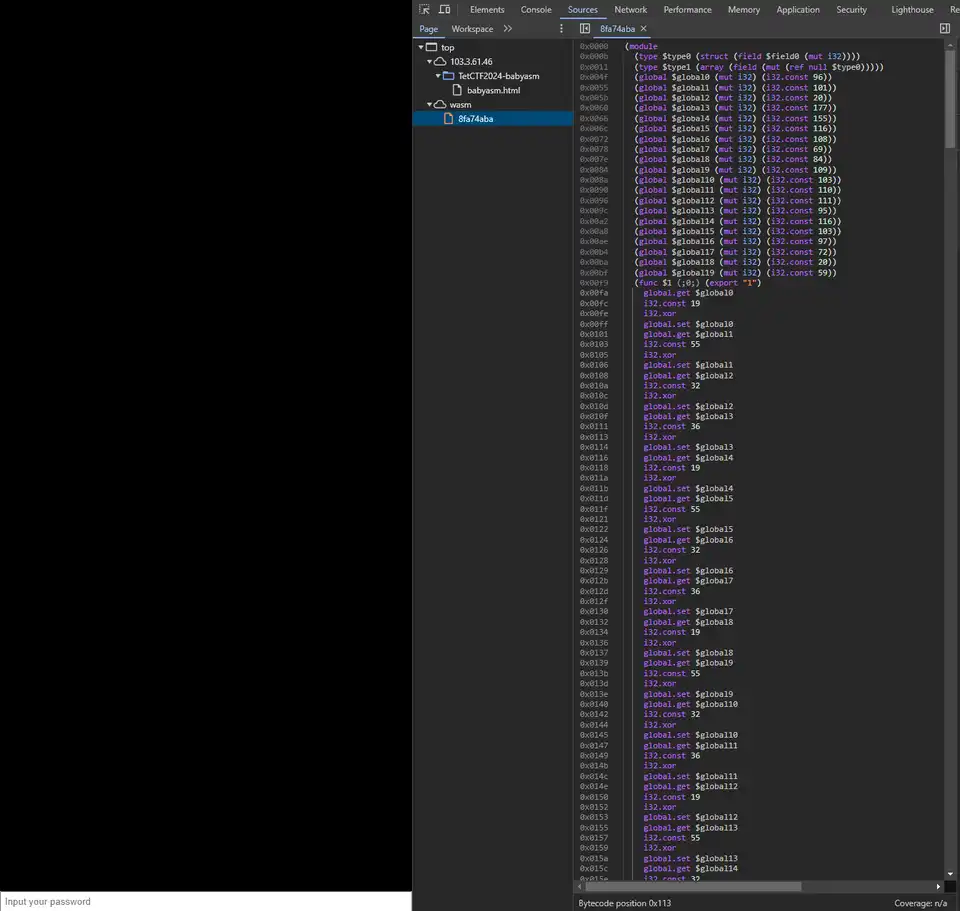 Elements Console Sources Network Performance Memory Application Security Lighthouse Re
Page Workspace 8fa74aba
top
103.3.61.46
TetCTF2024-babyasm
babyasm.html
wasm
8fa74aba
0x0000 (module
0x000b (type $type0 (struct (field $field0 (mut i32))))
0x0011 (type $type1 (array (field (mut (ref null $type0)))))
0x004f (global $global0 (mut i32) (i32.const 96))
0x0055 (global $global1 (mut i32) (i32.const 101))
0x005b (global $global2 (mut i32) (i32.const 20))
0x0060 (global $global3 (mut i32) (i32.const 177))
0x0066 (global $global4 (mut i32) (i32.const 155))
0x006c (global $global5 (mut i32) (i32.const 116))
0x0072 (global $global6 (mut i32) (i32.const 108))
0x0078 (global $global7 (mut i32) (i32.const 69))
0x007e (global $global8 (mut i32) (i32.const 84))
0x0084 (global $global9 (mut i32) (i32.const 109))
0x008a (global $global10 (mut i32) (i32.const 103))
0x0090 (global $global11 (mut i32) (i32.const 110))
0x0096 (global $global12 (mut i32) (i32.const 111))
0x009c (global $global13 (mut i32) (i32.const 95))
0x00a2 (global $global14 (mut i32) (i32.const 116))
0x00a8 (global $global15 (mut i32) (i32.const 103))
0x00ae (global $global16 (mut i32) (i32.const 97))
0x00b4 (global $global17 (mut i32) (i32.const 72))
0x00ba (global $global18 (mut i32) (i32.const 20))
0x00bf (global $global19 (mut i32) (i32.const 59))
0x00f9 (func $1 (;0;) (export "1")
0x00fa global.get $global0
0x00fc i32.const 19
0x00fe i32.xor
0x00ff global.set $global0
0x0101 global.get $global1
0x0103 i32.const 55
0x0105 i32.xor
0x0106 global.set $global1
0x0108 global.get $global2
0x010a i32.const 32
0x010c i32.xor
0x010d global.set $global2
0x010f global.get $global3
0x0111 i32.const 36
0x0113 i32.xor
0x0114 global.set $global3
0x0116 global.get $global4
0x0118 i32.const 19
0x011a i32.xor
0x011b global.set $global4
0x011d global.get $global5
0x011f i32.const 55
0x0121 i32.xor
0x0122 global.set $global5
0x0124 global.get $global6
0x0126 i32.const 32
0x0128 i32.xor
0x0129 global.set $global6
0x012b global.get $global7
0x012d i32.const 36
0x012f i32.xor
0x0130 global.set $global7
0x0132 global.get $global8
0x0134 i32.const 19
0x0136 i32.xor
0x0137 global.set $global8
0x0139 global.get $global9
0x013b i32.const 55
0x013d i32.xor
0x013e global.set $global9
0x0140 global.get $global10
0x0142 i32.const 32
0x0144 i32.xor
0x0145 global.set $global10
0x0147 global.get $global11
0x0149 i32.const 36
0x014b i32.xor
0x014c global.set $global11
0x014e global.get $global12
0x0150 i32.const 19
0x0152 i32.xor
0x0153 global.set $global12
0x0155 global.get $global13
0x0157 i32.const 55
0x0159 i32.xor
0x015a global.set $global13
0x015c global.get $global14
0x015e i32.const 32
Input your password
Bytecode position 0x113 Coverage: n/a